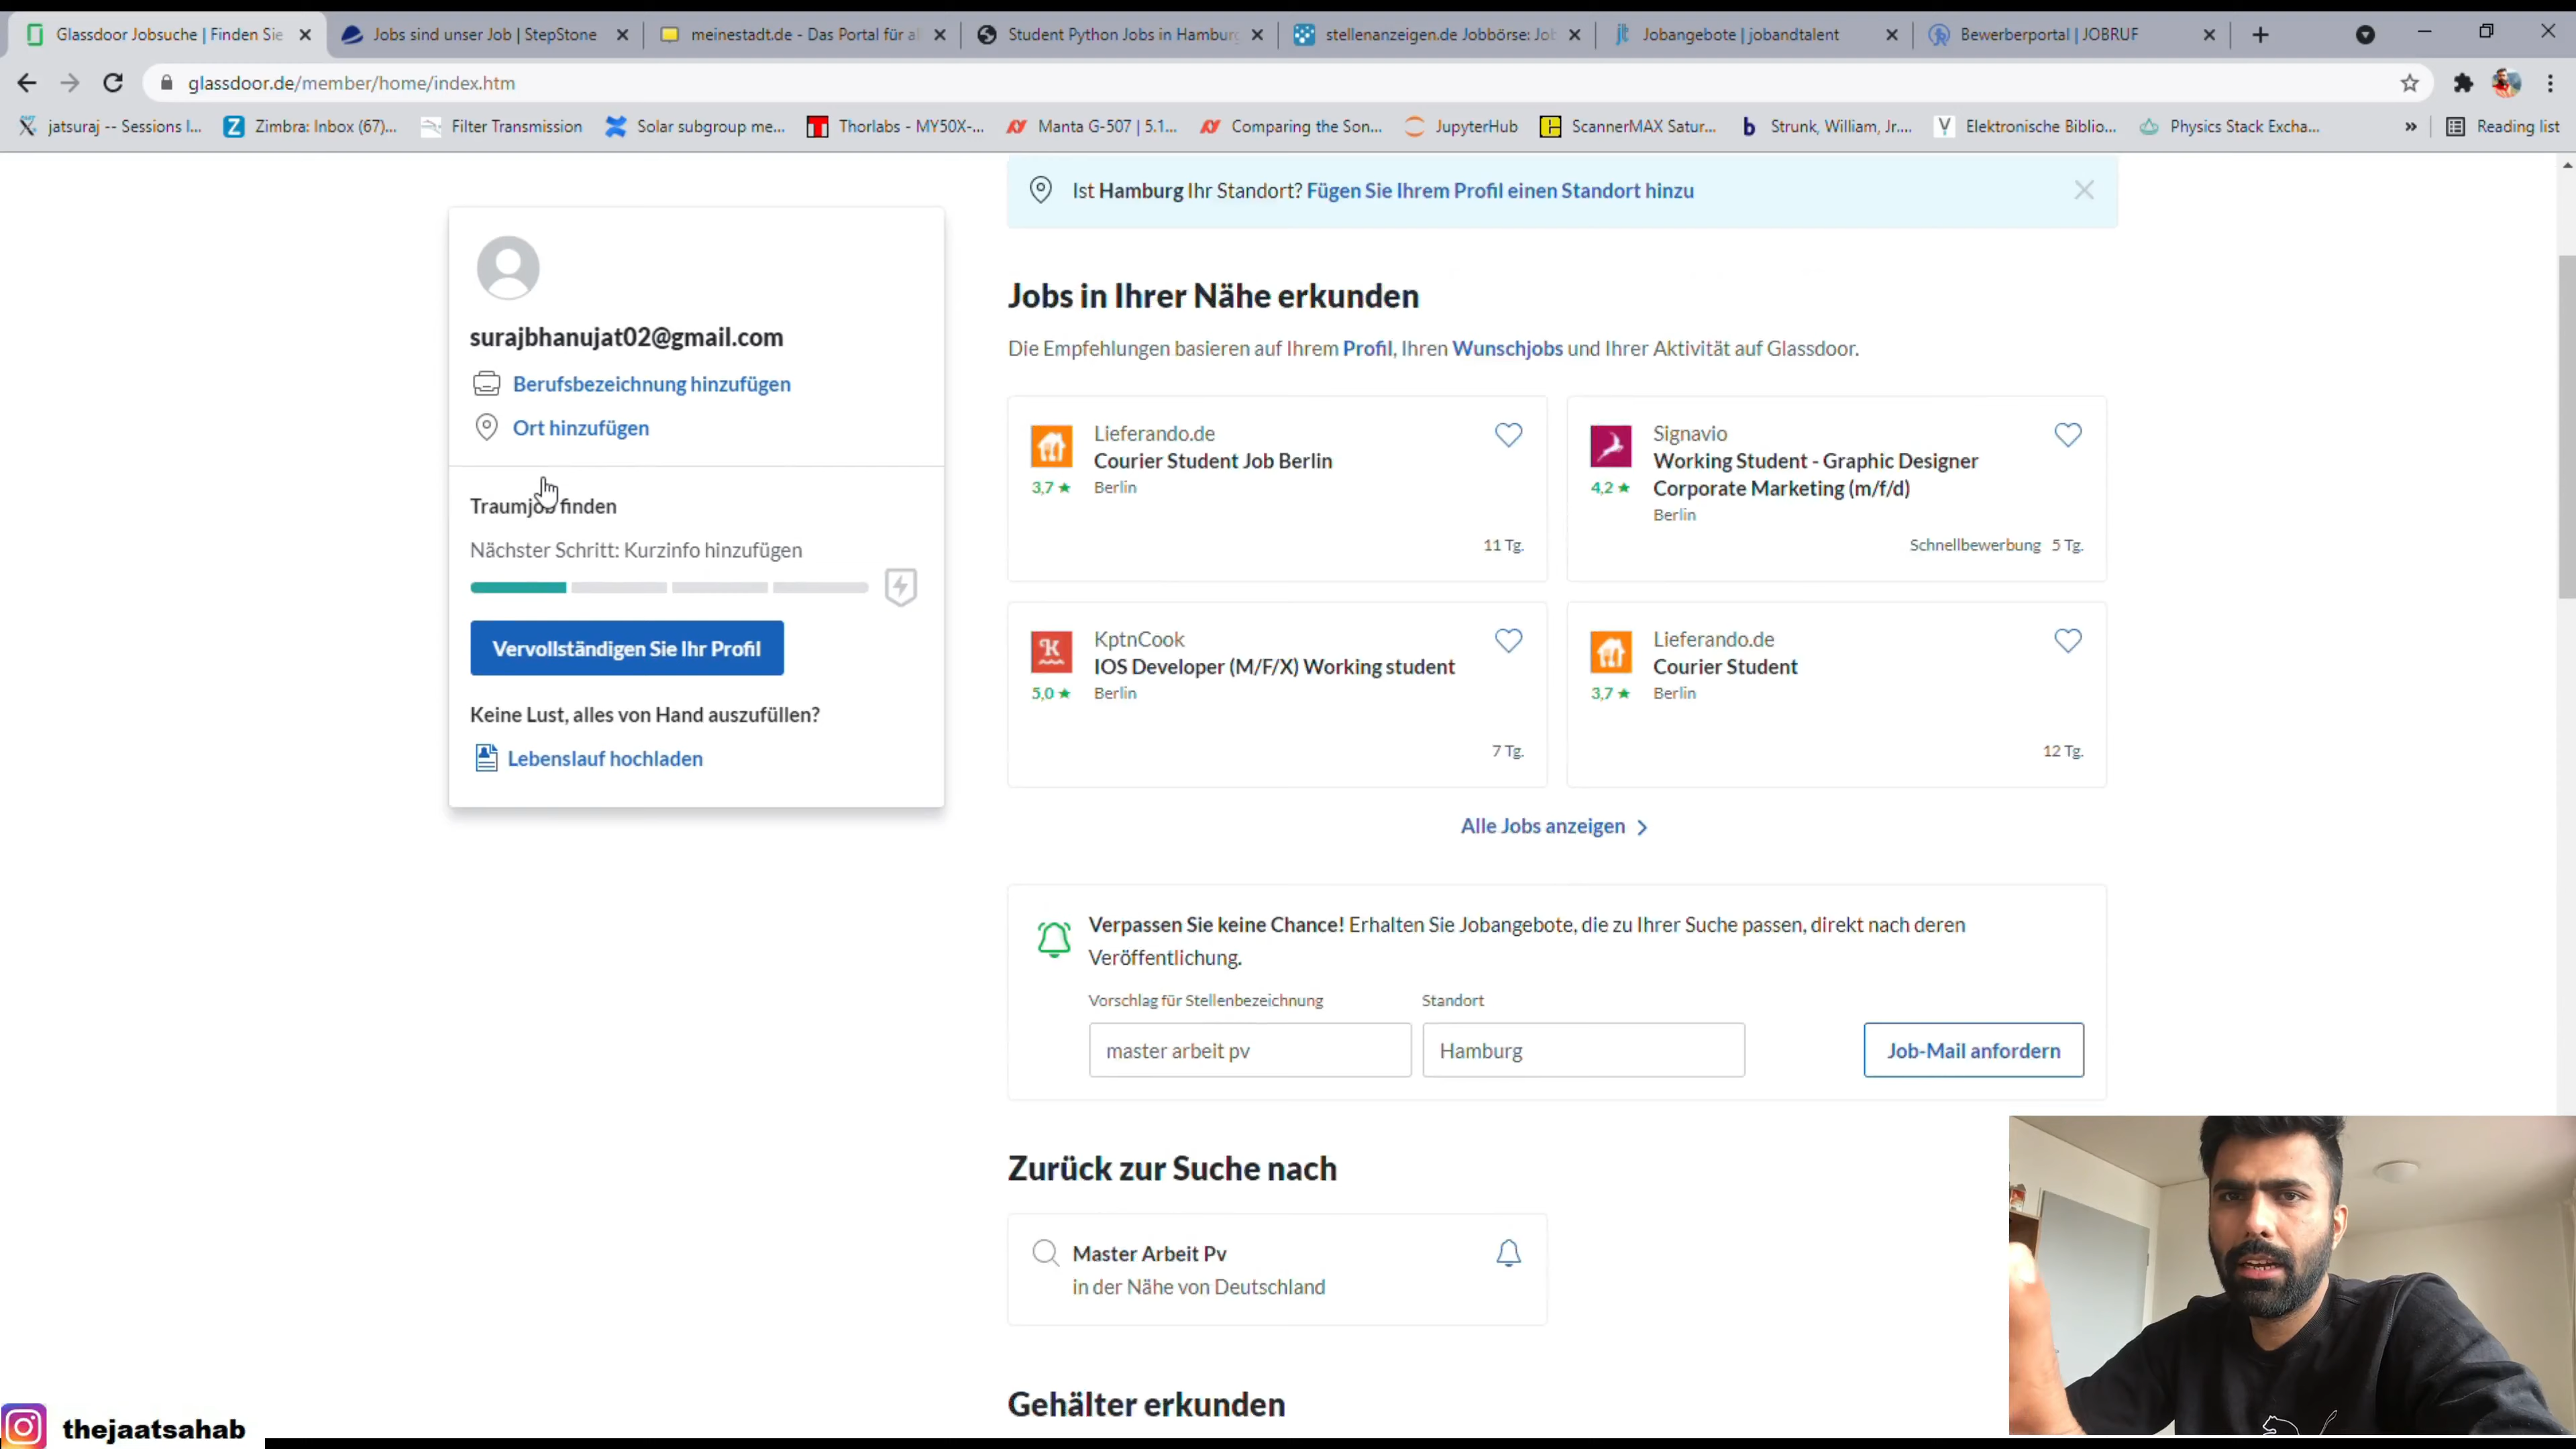 Glassdoor Jobsuche | Finden Sie
Jobs sind unser Job | StepStone
meinestadt.de - Das Portal für al
Student Python Jobs in Hamburg
stellenanzeigen.de Jobbörse: Job
Jobangebote | jobandtalent
Bewerberportal | JOBRUF
glassdoor.de/member/home/index.htm
jatsuraj -- Sessions I...
Zimbra: Inbox (67)...
Filter Transmission
Solar subgroup me...
Thorlabs - MY50X-...
Manta G-507 | 5.1...
Comparing the Son...
JupyterHub
ScannerMAX Satur...
Strunk, William, Jr....
Elektronische Biblio...
Physics Stack Excha...
»
Reading list
Ist Hamburg Ihr Standort? Fügen Sie Ihrem Profil einen Standort hinzu
surajbhanujat02@gmail.com
Berufsbezeichnung hinzufügen
Ort hinzufügen
Traumjob finden
Nächster Schritt: Kurzinfo hinzufügen
Vervollständigen Sie Ihr Profil
Keine Lust, alles von Hand auszufüllen?
Lebenslauf hochladen
Jobs in Ihrer Nähe erkunden
Die Empfehlungen basieren auf Ihrem Profil, Ihren Wunschjobs und Ihrer Aktivität auf Glassdoor.
Lieferando.de
Courier Student Job Berlin
3,7 ★ Berlin
11 Tg.
Signavio
Working Student - Graphic Designer
Corporate Marketing (m/f/d)
4,2 ★
Berlin
Schnellbewerbung 5 Tg.
KptnCook
IOS Developer (M/F/X) Working student
5,0 ★ Berlin
7 Tg.
Lieferando.de
Courier Student
3,7 ★ Berlin
12 Tg.
Alle Jobs anzeigen
Verpassen Sie keine Chance! Erhalten Sie Jobangebote, die zu Ihrer Suche passen, direkt nach deren
Veröffentlichung.
Vorschlag für Stellenbezeichnung
Standort
master arbeit pv
Hamburg
Job-Mail anfordern
Zurück zur Suche nach
Master Arbeit Pv
in der Nähe von Deutschland
Gehälter erkunden
thejaatsahab